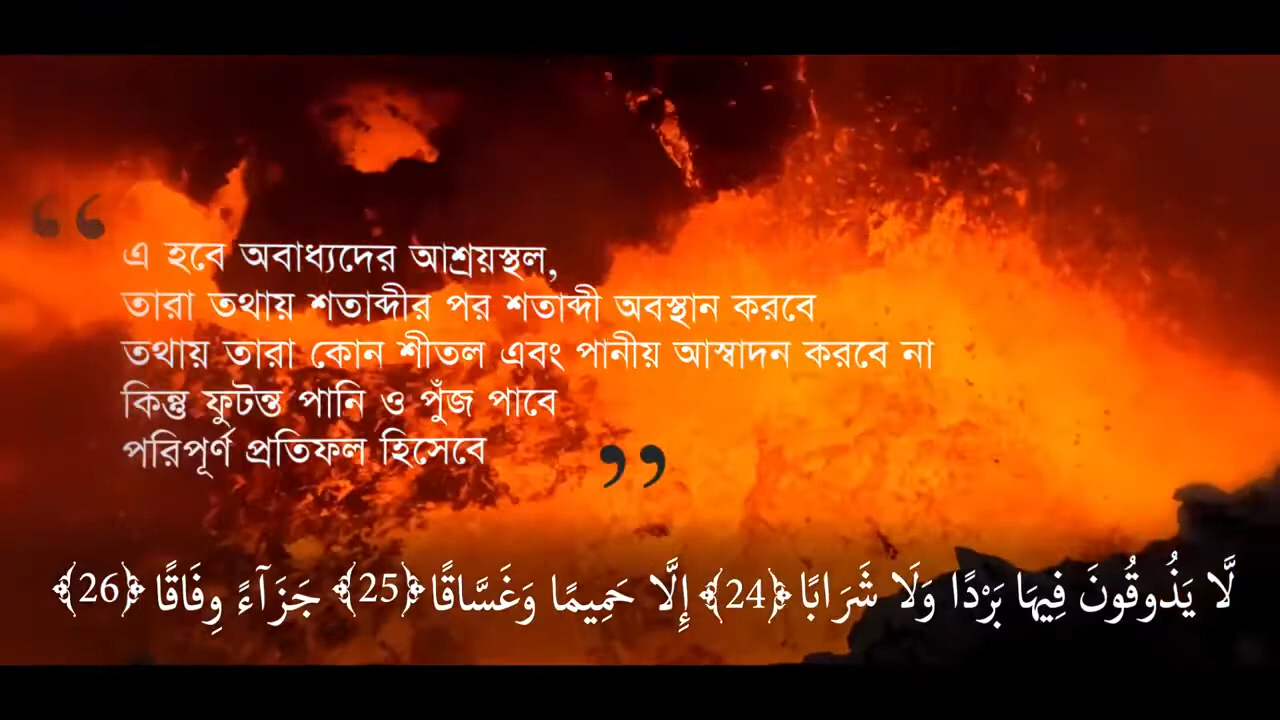 “
এ হবে অবাধ্যদের আশ্রয়স্থল,
তারা তথায় শতাব্দীর পর শতাব্দী অবস্থান করবে
তথায় তারা কোন শীতল এবং পানীয় আস্বাদন করবে না
কিন্তু ফুটন্ত পানি ও পুঁজ পাবে
পরিপূর্ণ প্রতিফল হিসেবে
”
لَّا يَذُوقُونَ فِيهَا بَرْدًا وَلَا شَرَابًا ﴿24﴾ إِلَّا حَمِيمًا وَغَسَّاقًا ﴿25﴾ جَزَآءً وِفَاقًا ﴿26﴾